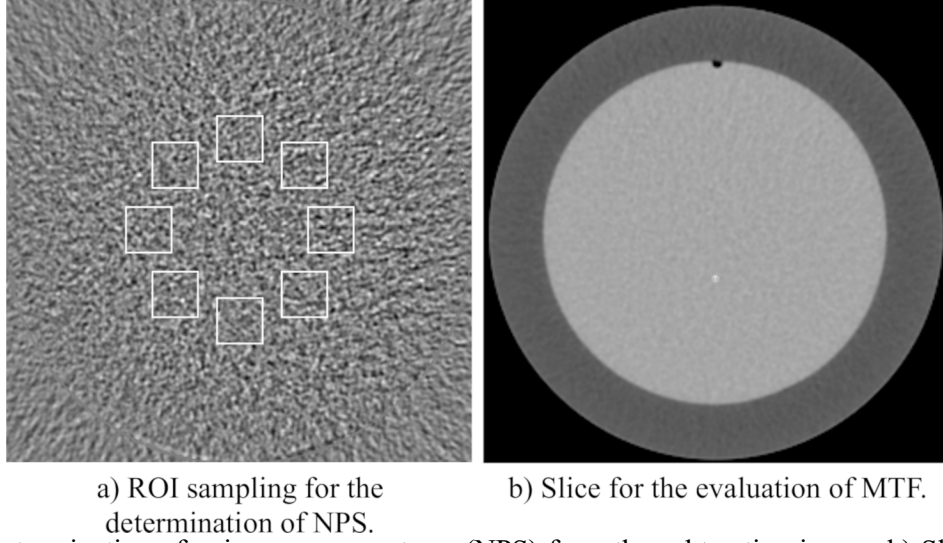 a) ROI sampling for the
determination of NPS.
b) Slice for the evaluation of MTF.